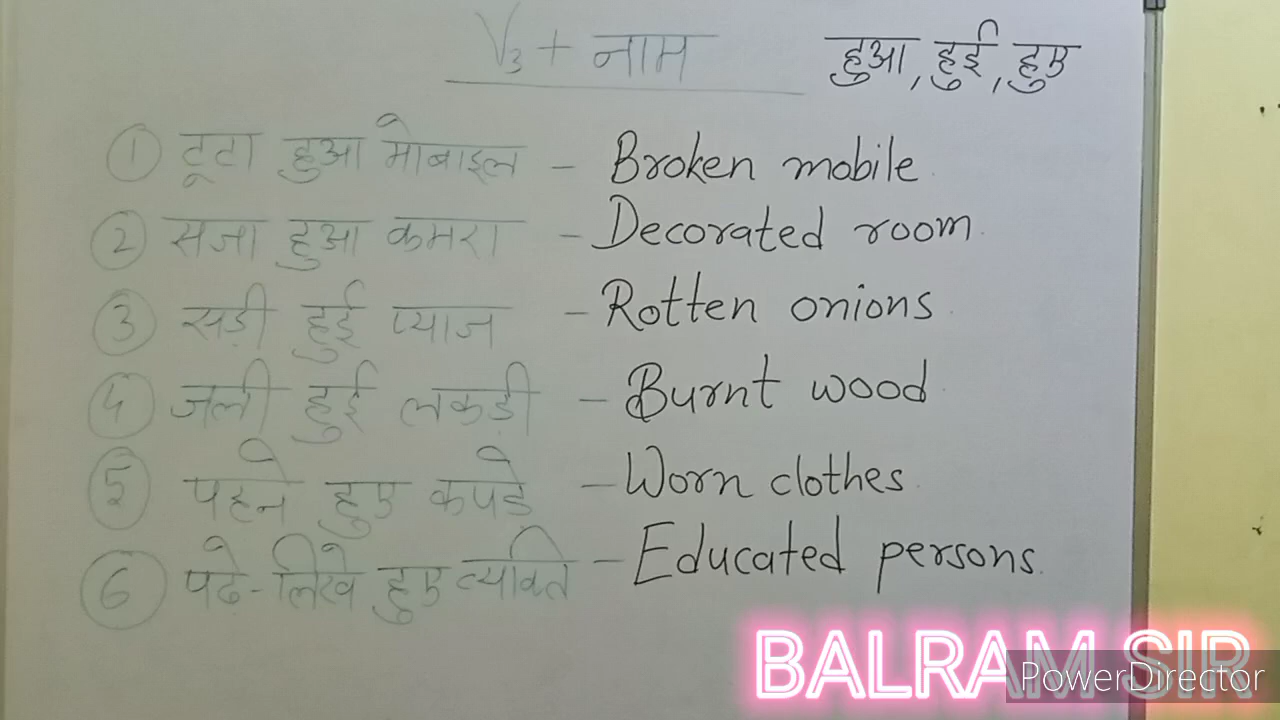 V3 + नाम हुआ, हुई, हुए
① टूटा हुआ मोबाइल – Broken mobile.
② सजा हुआ कमरा – Decorated room.
③ सड़ी हुई प्याज – Rotten onions.
④ जली हुई लकड़ी – Burnt wood.
⑤ पहने हुए कपडे़ – Worn clothes.
⑥ पढे़-लिखे हुए व्यक्ति – Educated persons.
BALRAM SIR
PowerDirector